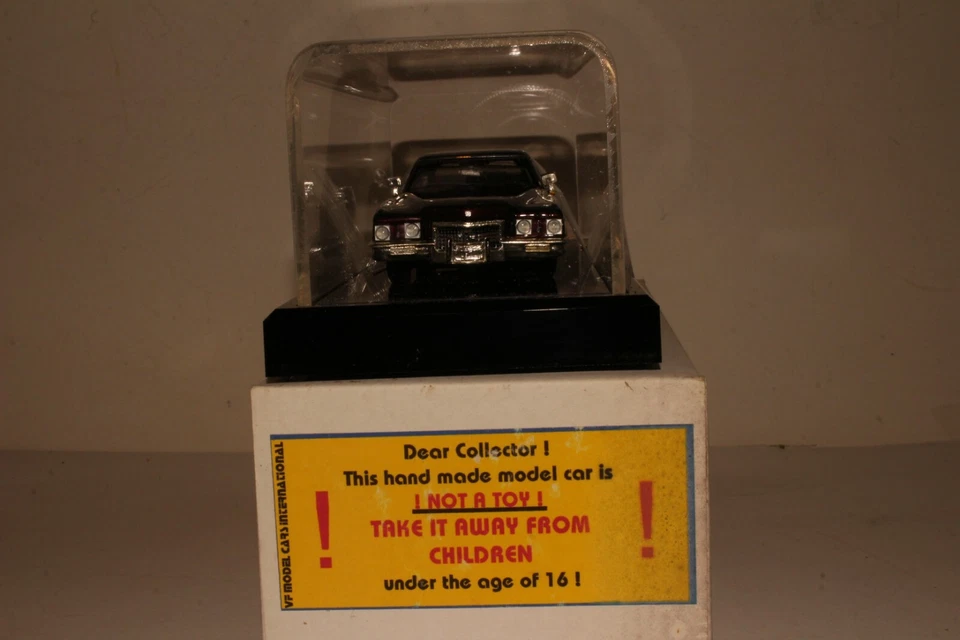 Dear Collector !
This hand made model car is
! NOT A TOY !
TAKE IT AWAY FROM
CHILDREN
under the age of 16 !
! !
VF MODEL CARS INTERNATIONAL